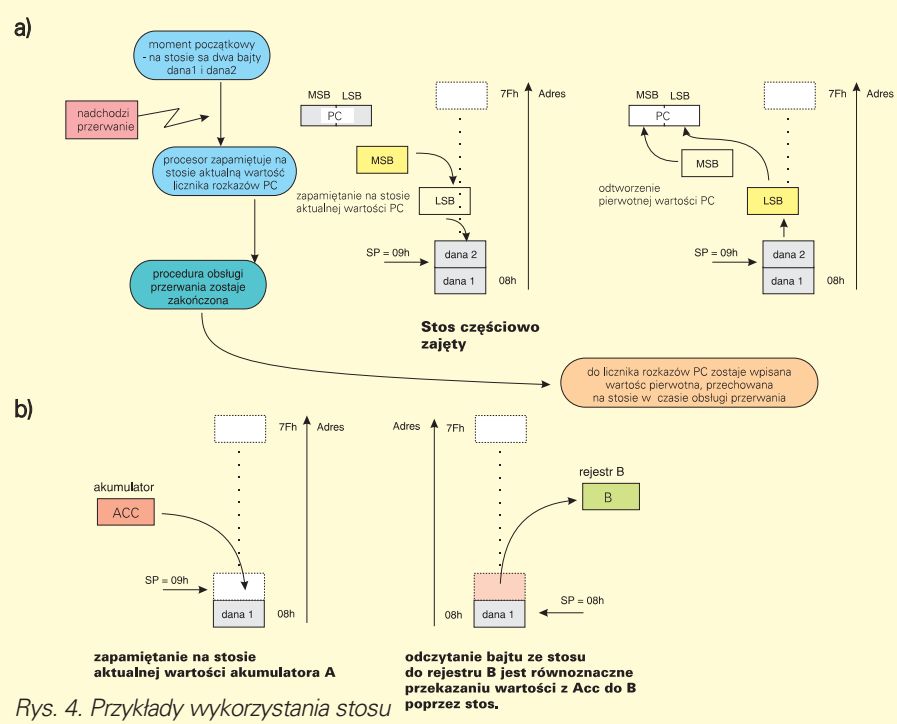 a)
moment początkowy
- na stosie sa dwa bajty
dana1 i dana2
nadchodzi
przerwanie
procesor zapamiętuje na
stosie aktualną wartość
licznika rozkazów PC
procedura obsługi
przerwania zostaje
zakończona
MSB LSB
PC
MSB
zapamiętanie na stosie
aktualnej wartości PC
LSB
7Fh Adres
SP = 09h
dana 2
dana 1
08h
Stos częściowo
zajęty
MSB LSB
PC
MSB
odtworzenie
pierwotnej wartości PC
LSB
7Fh Adres
SP = 09h
dana 2
dana 1
08h
do licznika rozkazów PC zostaje wpisana
wartośc pierwotna, przechowana
na stosie w czasie obsługi przerwania
b)
7Fh Adres
akumulator
ACC
SP = 09h
dana 1
08h
zapamiętanie na stosie
aktualnej wartości akumulatora A
Adres 7Fh
rejestr B
B
08h
dana 1
SP = 08h
odczytanie bajtu ze stosu
do rejestru B jest równoznaczne
przekazaniu wartości z Acc do B
poprzez stos.
Rys. 4. Przykłady wykorzystania stosu